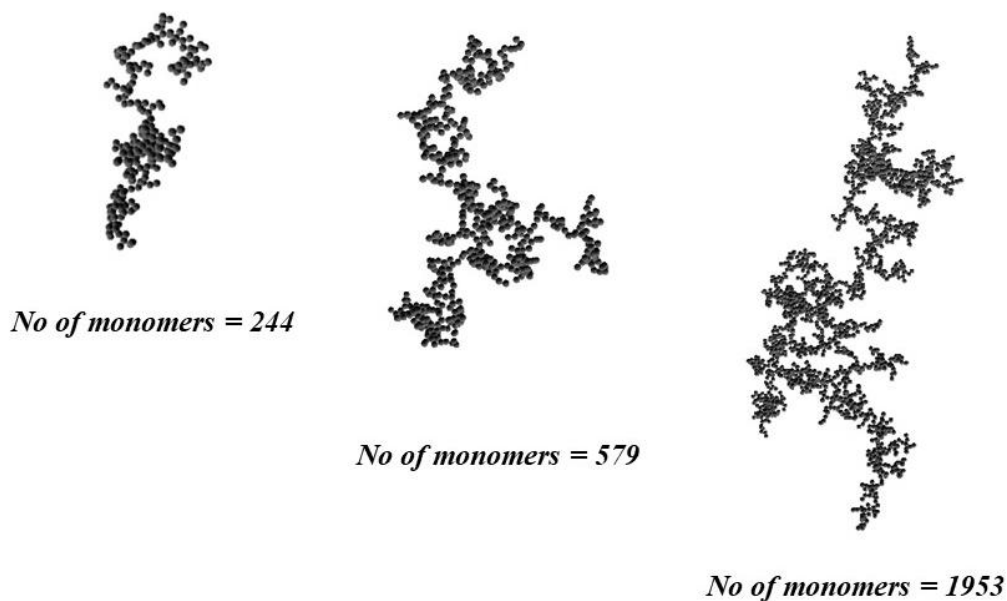 No of monomers = 244
No of monomers = 579
No of monomers = 1953